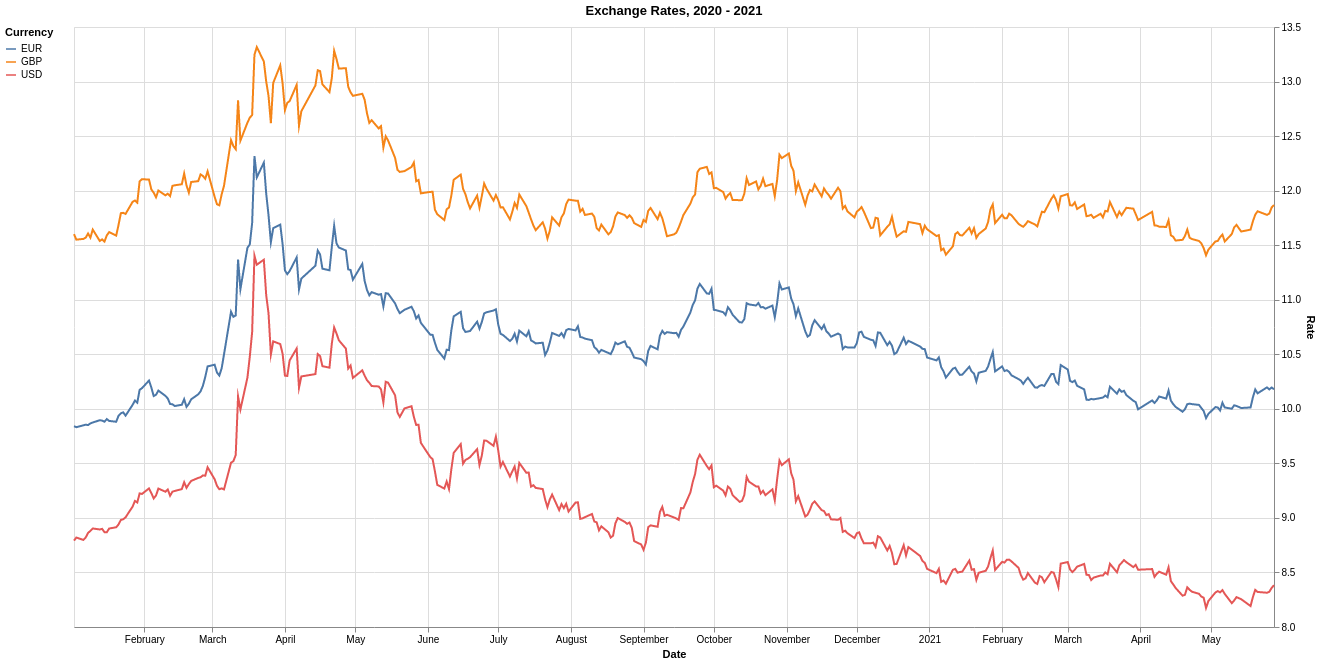 Exchange Rates, 2020 - 2021
Currency
EUR
GBP
USD
13.5
13.0
12.5
12.0
11.5
11.0
10.5
10.0
9.5
9.0
8.5
8.0
Rate
February March April May June July August September October November December 2021 February March April May
Date